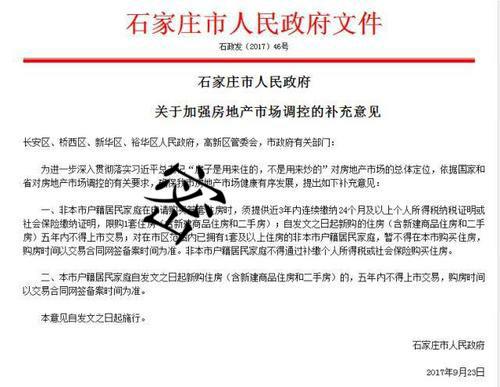 石家庄市人民政府文件
石政发〔2017〕46号
石家庄市人民政府
关于加强房地产市场调控的补充意见
长安区、桥西区、新华区、裕华区人民政府，高新区管委会，市政府有关部门：
为进一步深入贯彻落实习近平总 子是用来住的，不是用来炒的”对房地产市场的总体定位，依据国家和
省对房地产市场调控的有关要求， 保我市房地产市场健康有序发展，提出如下补充意见：
一、非本市户籍居民家庭在申请购 房时，须提供近3年内连续缴纳24个月及以上个人所得税纳税证明或
社会保险缴纳证明，限购1套住房 含新建商品住房和二手房）；自发文之日起新购的住房（含新建商品住房和二手
房）五年内不得上市交易；对在市区范 内已拥有1套及以上住房的非本市户籍居民家庭，暂不得在本市购买住房，
购房时间以交易合同网签备案时间为准。非本市户籍居民家庭不得通过补缴个人所得税或社会保险购买住房。
二、本市户籍居民家庭自发文之日起新购住房（含新建商品住房和二手房）的，五年内不得上市交易，购房时间
以交易合同网签备案时间为准。
本意见自发文之日起施行。
石家庄市人民政府
2017年9月23日
密